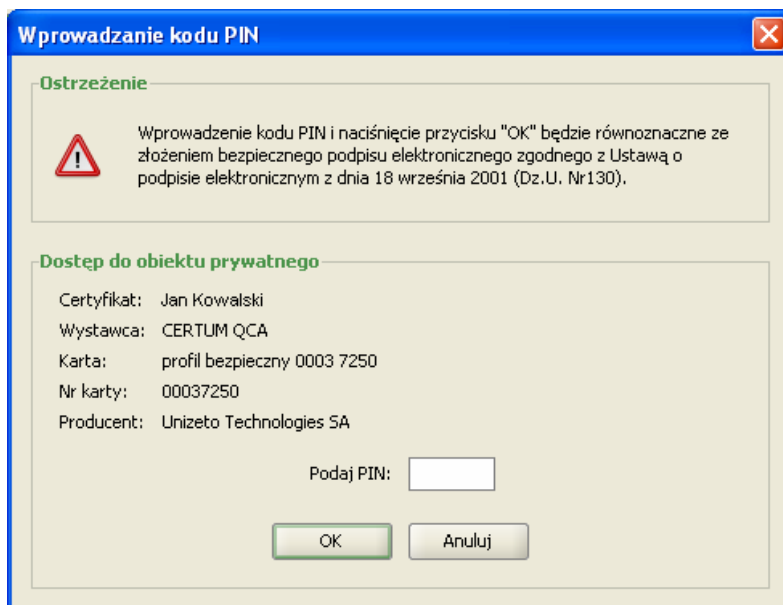 Wprowadzanie kodu PIN
Ostrzeżenie
Wprowadzenie kodu PIN i naciśnięcie przycisku "OK" będzie równoznaczne ze
złożeniem bezpiecznego podpisu elektronicznego zgodnego z Ustawą o
podpisie elektronicznym z dnia 18 września 2001 (Dz.U. Nr130).
Dostęp do obiektu prywatnego
Certyfikat: Jan Kowalski
Wystawca: CERTUM QCA
Karta: profil bezpieczny 0003 7250
Nr karty: 00037250
Producent: Unizeto Technologies SA
Podaj PIN:
OK Anuluj